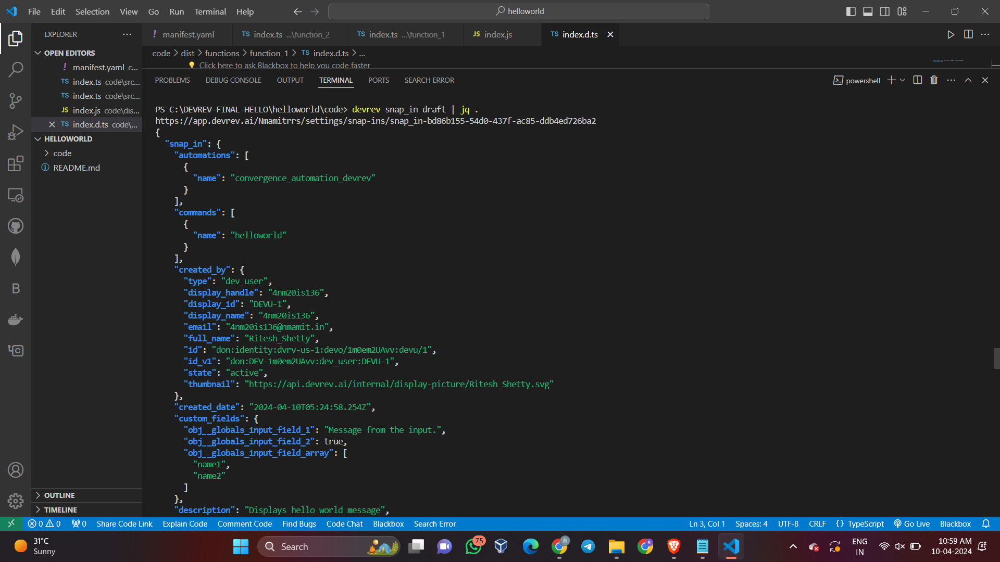 File Edit Selection View Go Run Terminal Help
helloworld
EXPLORER
OPEN EDITORS
manifest.yaml c...
TS index.ts code\src...
TS index.ts code\src...
JS index.js code\dis...
TS index.d.ts code\...
HELLOWORLD
code
README.md
OUTLINE
TIMELINE
! manifest.yaml
TS index.ts ...\function_2
TS index.ts ...\function_1
JS index.js
TS index.d.ts
code > dist > functions > function_1 > TS index.d.ts > ...
Click here to ask Blackbox to help you code faster
PROBLEMS DEBUG CONSOLE OUTPUT TERMINAL PORTS SEARCH ERROR
powershell
PS C:\DEVREV-FINAL-HELLO\helloworld\code> devrev snap_in draft | jq .
https://app.devrev.ai/Nmamitrrs/settings/snap-ins/snap_in-bd86b155-54d0-437f-ac85-ddb4ed726ba2
{
"snap_in": {
"automations": [
{
"name": "convergence_automation_devrev"
}
],
"commands": [
{
"name": "helloworld"
}
],
"created_by": {
"type": "dev_user",
"display_handle": "4nm20is136",
"display_id": "DEVU-1",
"display_name": "4nm20is136",
"email": "4nm20is136@nmamit.in",
"full_name": "Ritesh_Shetty",
"id": "don:identity:dvrv-us-1:devo/1m0em2UAvv:devu/1",
"id_v1": "don:DEV-1m0em2UAvv:dev_user:DEVU-1",
"state": "active",
"thumbnail": "https://api.devrev.ai/internal/display-picture/Ritesh_Shetty.svg"
},
"created_date": "2024-04-10T05:24:58.254Z",
"custom_fields": {
"obj__globals_input_field_1": "Message from the input.",
"obj__globals_input_field_2": true,
"obj__globals_input_field_array": [
"name1",
"name2"
]
},
"description": "Displays hello world message",
0 0 0 Share Code Link Explain Code Comment Code Find Bugs Code Chat Blackbox Search Error
Ln 3, Col 1 Spaces: 4 UTF-8 CRLF {} TypeScript Go Live Blackbox
31°C
Sunny
Search
75
ENG
IN
10:59 AM
10-04-2024